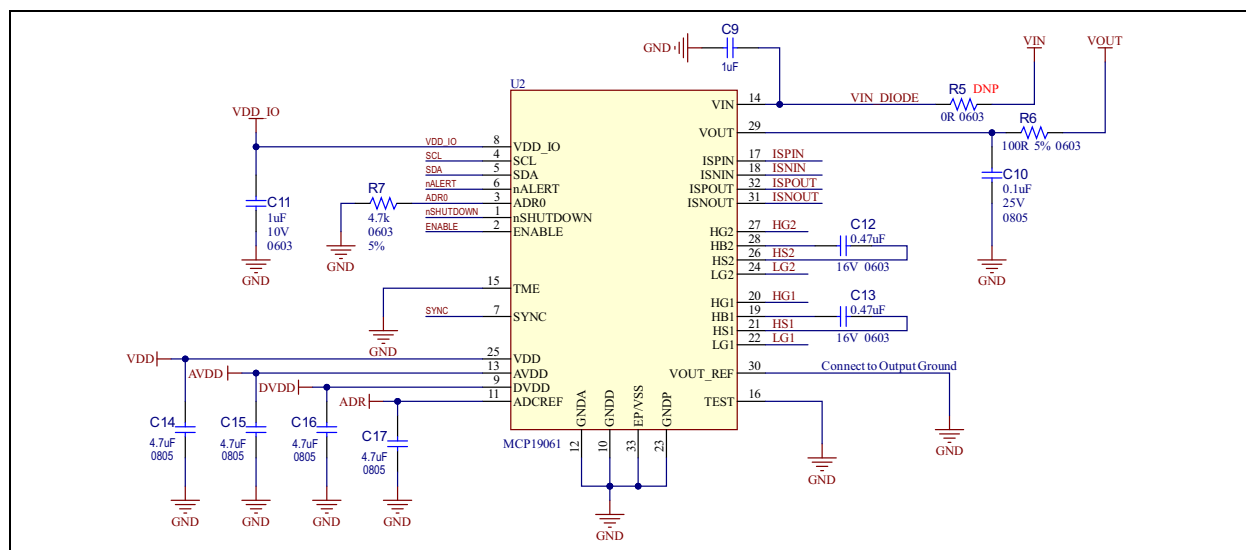 C9
GND
1uF
VIN
VOUT
U2
VIN
14
VIN_DIODE
R5 DNP
0R 0603
VOUT
29
R6
100R 5% 0603
VDD_IO
VDD_IO
8
VDD_IO
SCL
4
SCL
SDA
5
SDA
nALERT
6
nALERT
ADR0
3
ADR0
nSHUTDOWN
1
nSHUTDOWN
ENABLE
2
ENABLE
C11
1uF
10V
0603
GND
R7
4.7k
0603
5%
GND
ISPIN
17
ISPIN
ISNIN
18
ISNIN
ISPOUT
32
ISPOUT
ISNOUT
31
ISNOUT
C10
0.1uF
25V
0805
GND
HG2
27
HG2
HB2
28
HS2
26
HS2
LG2
24
LG2
C12
0.47uF
16V 0603
15
TME
GND
SYNC
7
SYNC
HG1
20
HG1
HB1
19
HS1
21
HS1
LG1
22
LG1
C13
0.47uF
16V 0603
VDD
25
VDD
AVDD
13
AVDD
DVDD
9
DVDD
ADR
11
ADCREF
VOUT_REF
30
Connect to Output Ground
TEST
16
GND
GND
C14
4.7uF
0805
GND
C15
4.7uF
0805
GND
C16
4.7uF
0805
GND
C17
4.7uF
0805
GND
GNDA
GNDD
EP/VSS
GNDP
MCP19061
12
10
33
23
GND